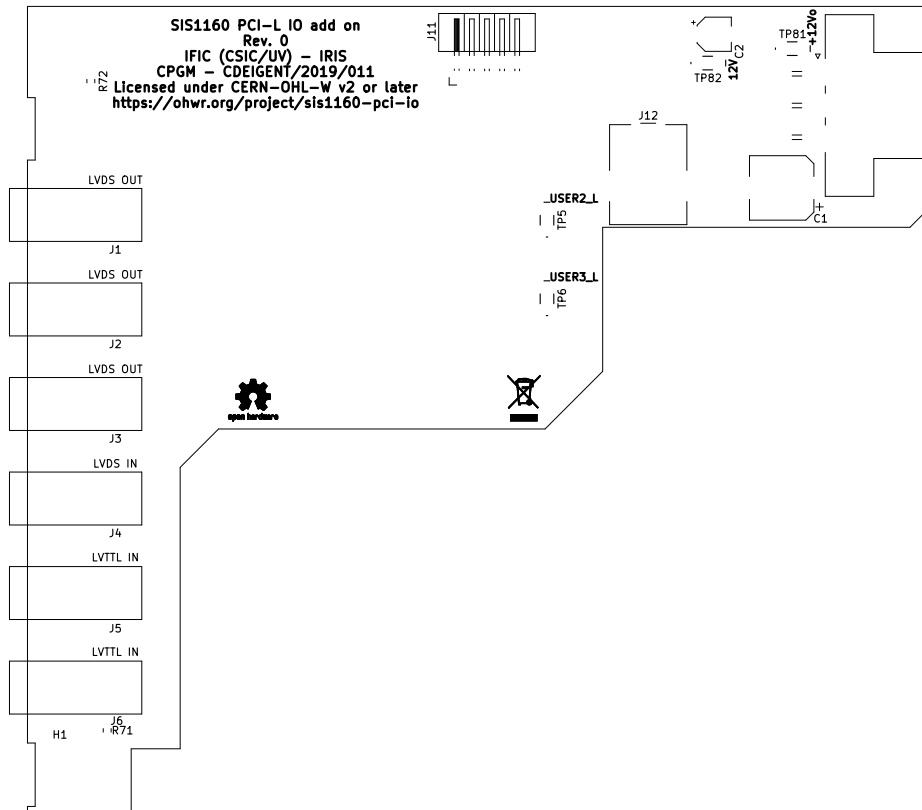 SIS1160 PCI-L IO add on
Rev. 0
IFIC (CSIC/UV) - IRIS
CPGM - CDEIGENT/2019/011
Licensed under CERN-OHL-W v2 or later
https://ohwr.org/project/sis1160-pci-io
R72
J11
C2
12V
TP82
TP81
+12Vo
J12
C1
LVDS OUT
J1
_USER2_L
TP5
LVDS OUT
J2
_USER3_L
TP6
LVDS OUT
J3
open hardware
LVDS IN
J4
LVTTL IN
J5
LVTTL IN
J6
R71
H1